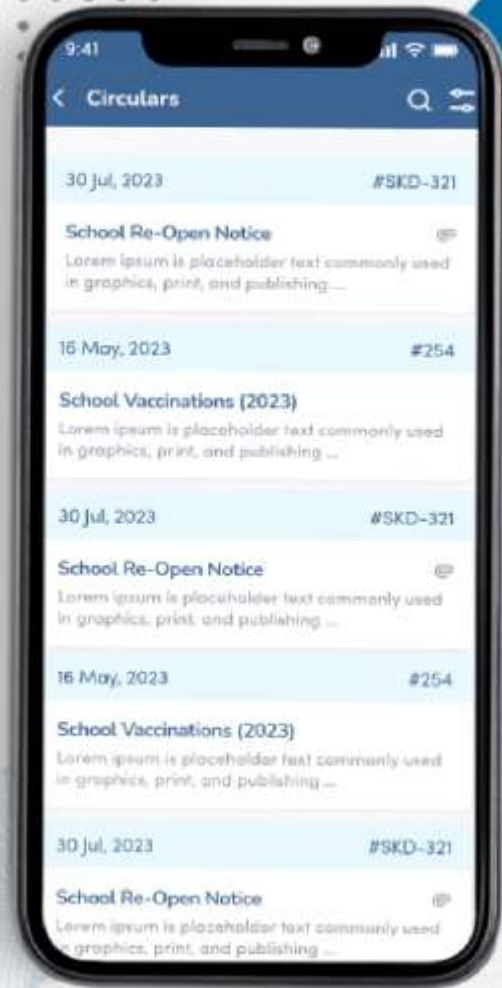 9:41
Circulars
30 Jul, 2023 #SKD-321
School Re-Open Notice
Lorem ipsum is placeholder text commonly used
in graphics, print, and publishing ...
16 May, 2023 #254
School Vaccinations (2023)
Lorem ipsum is placeholder text commonly used
in graphics, print, and publishing ...
30 Jul, 2023 #SKD-321
School Re-Open Notice
Lorem ipsum is placeholder text commonly used
in graphics, print, and publishing ...
16 May, 2023 #254
School Vaccinations (2023)
Lorem ipsum is placeholder text commonly used
in graphics, print, and publishing ...
30 Jul, 2023 #SKD-321
School Re-Open Notice
Lorem ipsum is placeholder text commonly used
in graphics, print, and publishing ...